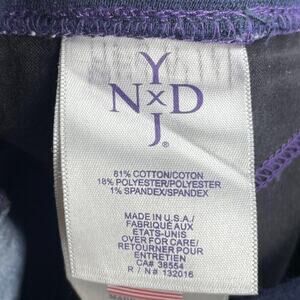 Y
N×D
J®
81% COTTON/COTON
18% POLYESTER/POLYESTER
1% SPANDEX/SPANDEX
MADE IN U.S.A./
FABRIQUÉ AUX
ETATS-UNIS
OVER FOR CARE/
RETOURNER POUR
ENTRETIEN
CA# 38554
R / N# 132016